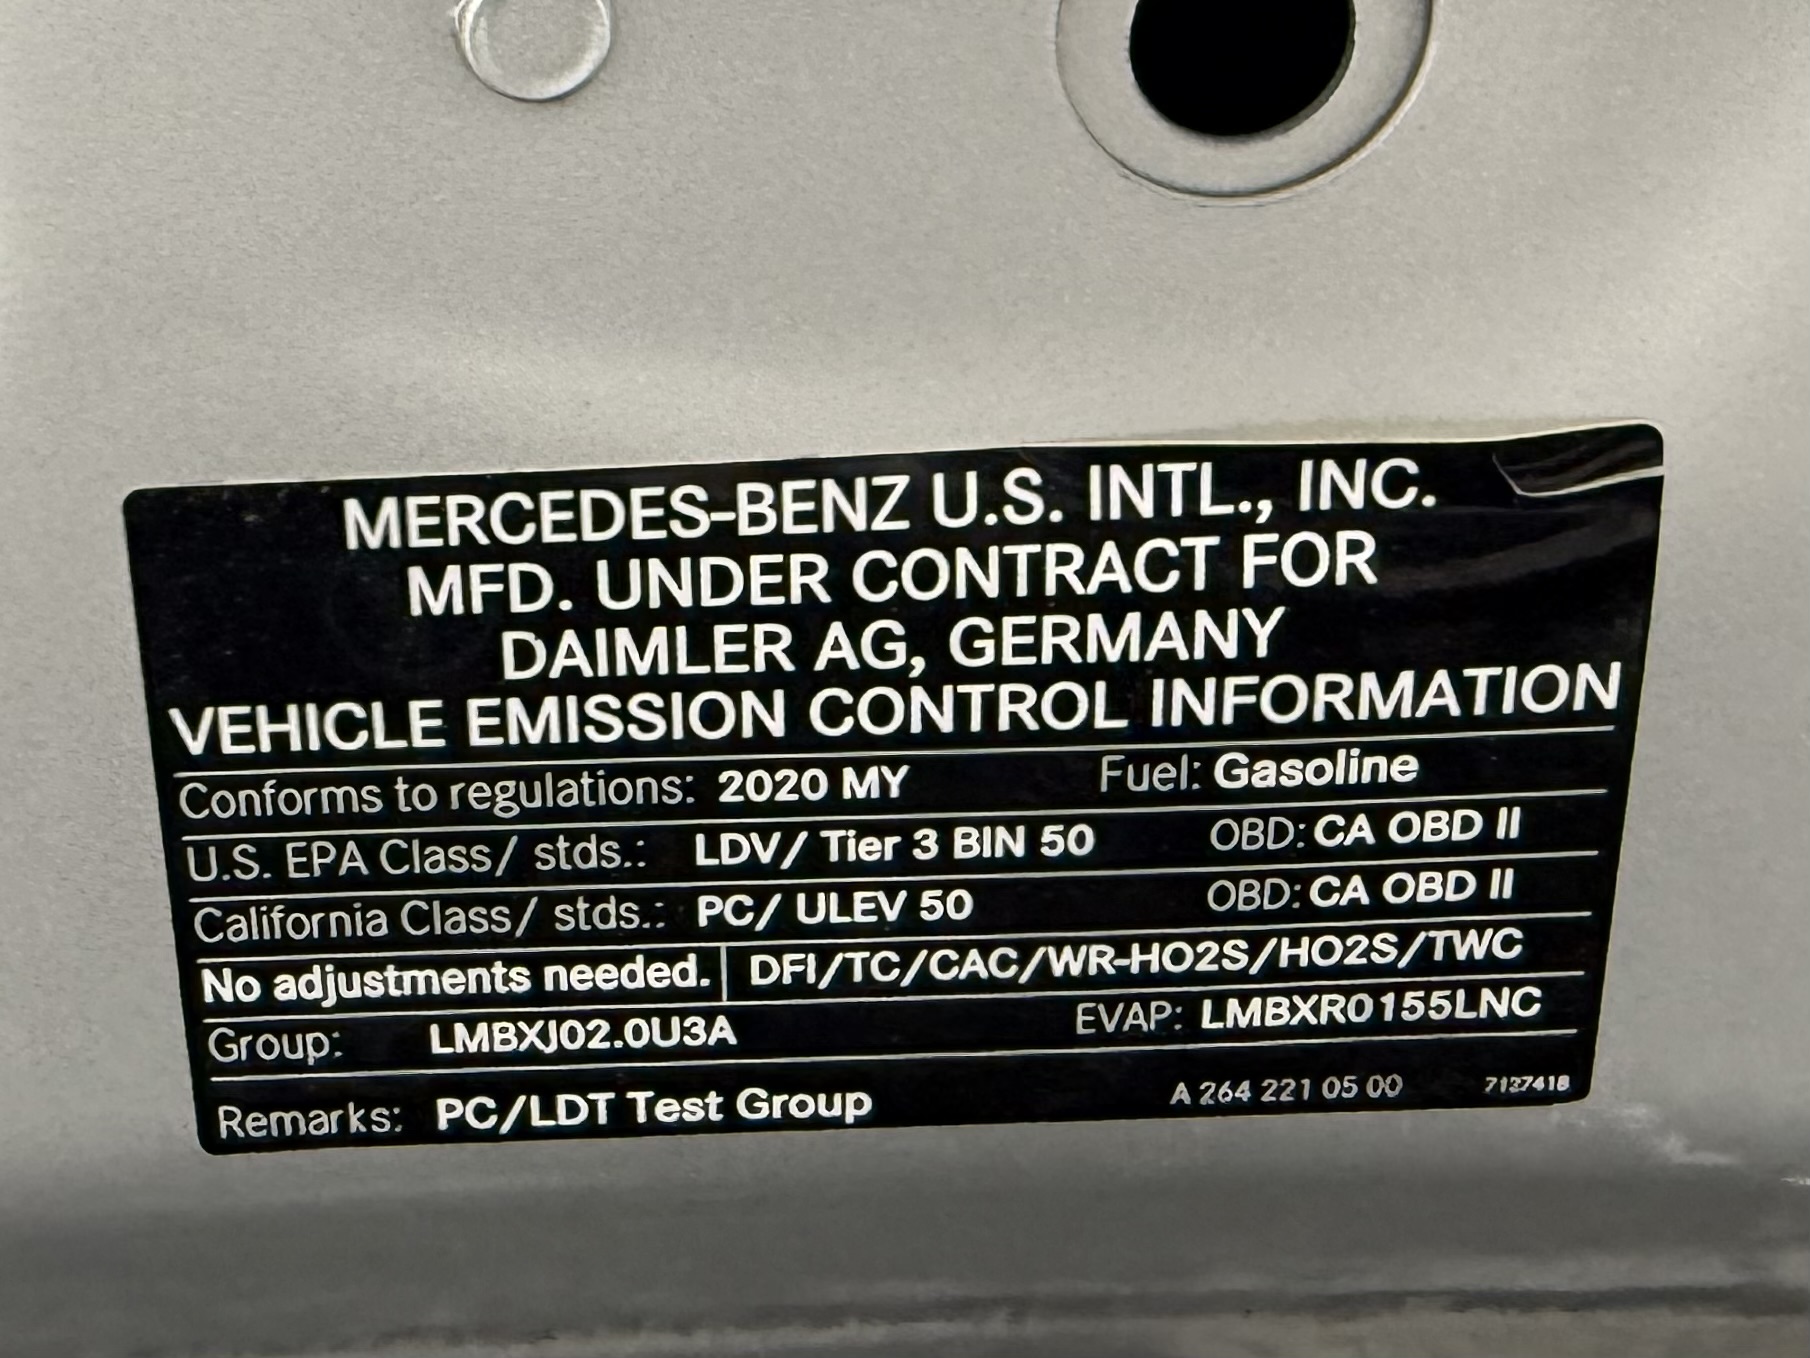 MERCEDES-BENZ U.S. INTL., INC.
MFD. UNDER CONTRACT FOR
DAIMLER AG, GERMANY
VEHICLE EMISSION CONTROL INFORMATION
Conforms to regulations: 2020 MY Fuel: Gasoline
U.S. EPA Class/ stds.: LDV/ Tier 3 BIN 50 OBD: CA OBD II
California Class/ stds.: PC/ ULEV 50 OBD: CA OBD II
No adjustments needed. DFI/TC/CAC/WR-HO2S/HO2S/TWC
Group: LMBXJ02.0U3A EVAP: LMBXR0155LNC
Remarks: PC/LDT Test Group A 264 221 05 00 7127418